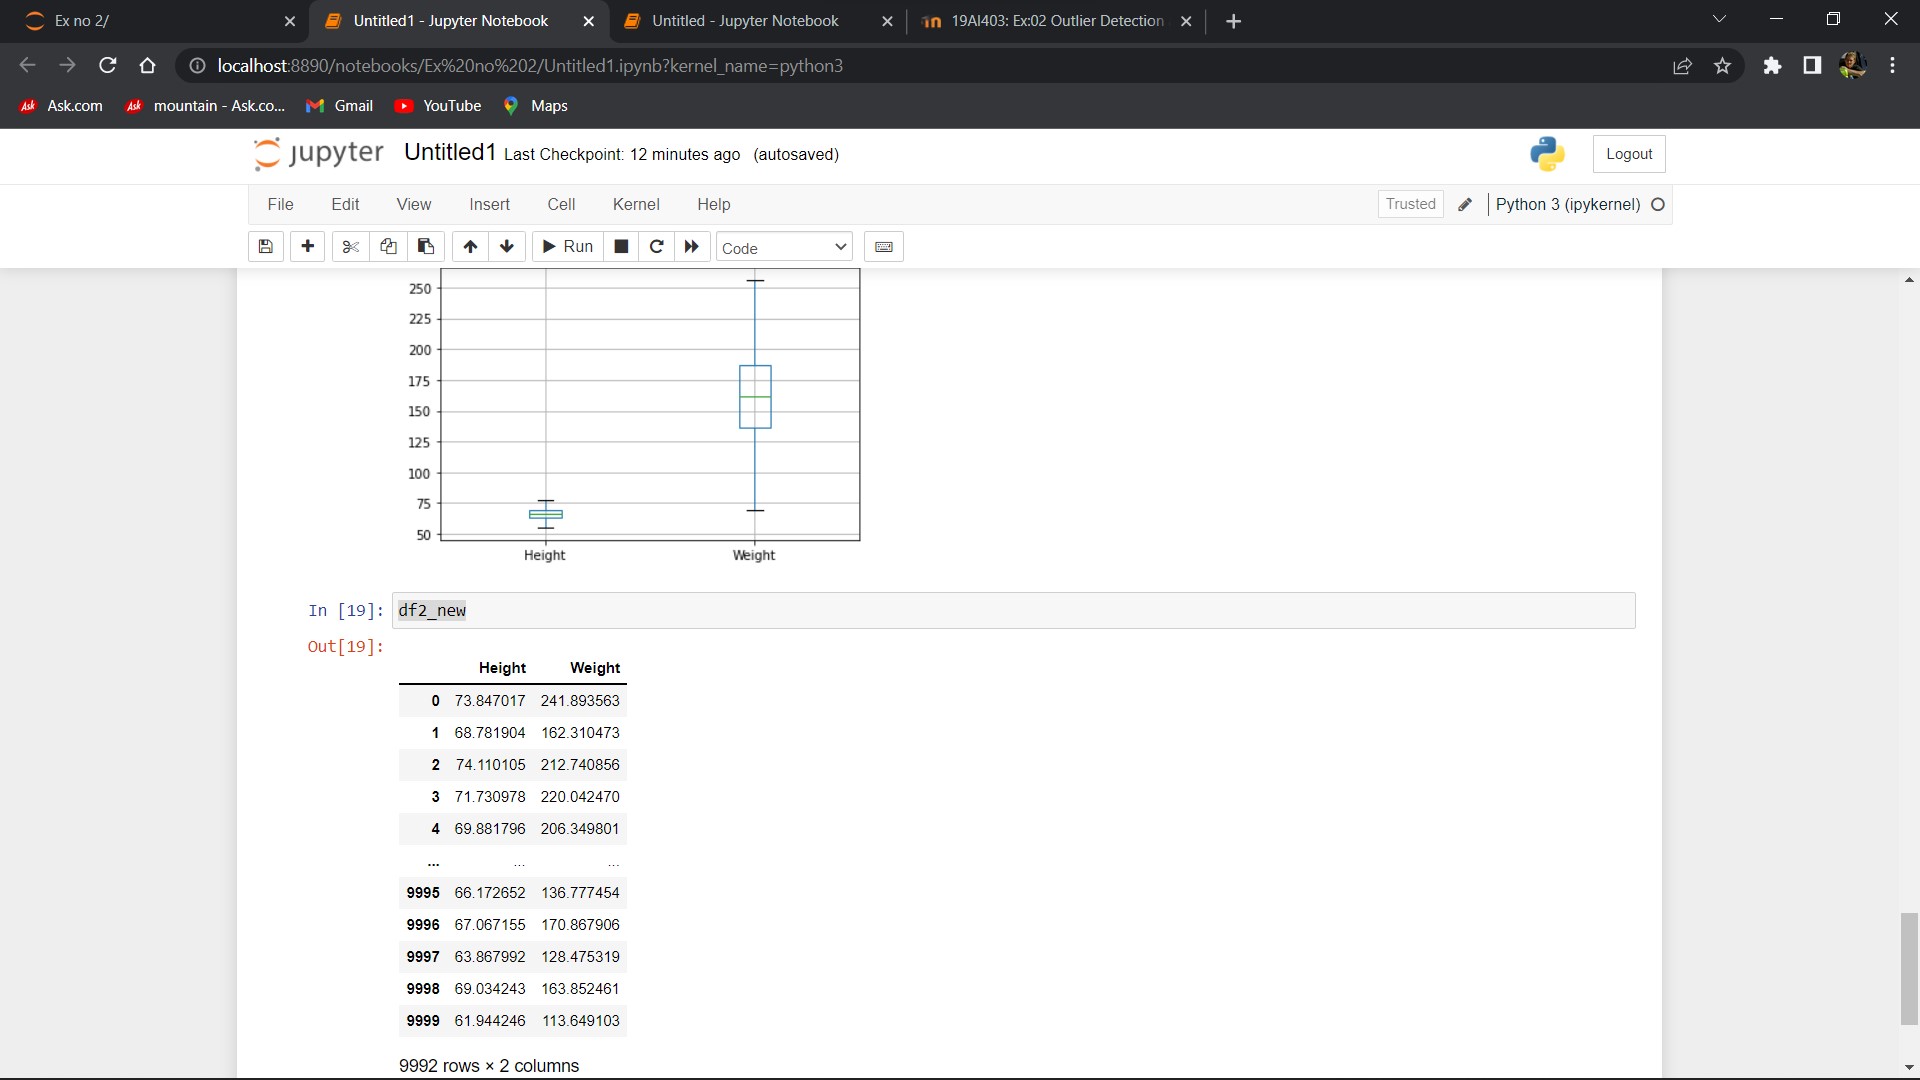 Ex no 2/
Untitled1 - Jupyter Notebook
Untitled - Jupyter Notebook
19AI403: Ex:02 Outlier Detection
localhost:8890/notebooks/Ex%20no%202/Untitled1.ipynb?kernel_name=python3
Ask Ask.com
Ask mountain - Ask.co...
Gmail
YouTube
Maps
jupyter Untitled1 Last Checkpoint: 12 minutes ago (autosaved)
Logout
File Edit View Insert Cell Kernel Help
Trusted
Python 3 (ipykernel)
Run
Code
250
225
200
175
150
125
100
75
50
Height Weight
In [19]: df2_new
Out[19]:
Height Weight
0 73.847017 241.893563
1 68.781904 162.310473
2 74.110105 212.740856
3 71.730978 220.042470
4 69.881796 206.349801
... ... ...
9995 66.172652 136.777454
9996 67.067155 170.867906
9997 63.867992 128.475319
9998 69.034243 163.852461
9999 61.944246 113.649103
9992 rows × 2 columns